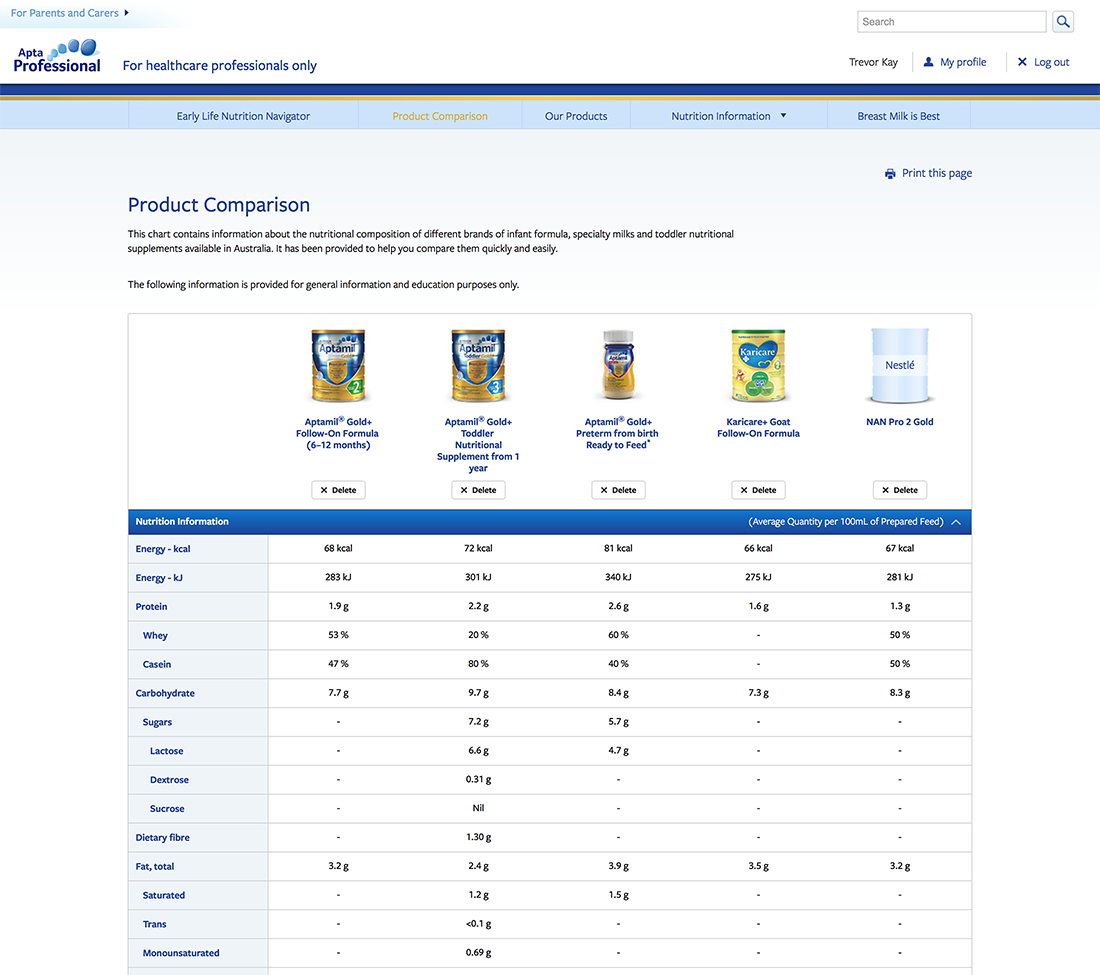 For Parents and Carers
Search
Apta
Professional
For healthcare professionals only
Trevor Kay My profile Log out
Early Life Nutrition Navigator Product Comparison Our Products Nutrition Information Breast Milk is Best
Print this page
Product Comparison
This chart contains information about the nutritional composition of different brands of infant formula, specialty milks and toddler nutritional
supplements available in Australia. It has been provided to help you compare them quickly and easily.
The following information is provided for general information and education purposes only.
Aptamil
Gold+
2
Aptamil
Toddler Gold+
3
Aptamil
Karicare+
2
Nestlé
Aptamil® Gold+
Follow-On Formula
(6–12 months)
Aptamil® Gold+
Toddler
Nutritional
Supplement from 1
year
Aptamil® Gold+
Preterm from birth
Ready to Feed*
Karicare+ Goat
Follow-On Formula
NAN Pro 2 Gold
✕ Delete ✕ Delete ✕ Delete ✕ Delete ✕ Delete
Nutrition Information (Average Quantity per 100mL of Prepared Feed)
Energy - kcal 68 kcal 72 kcal 81 kcal 66 kcal 67 kcal
Energy - kJ 283 kJ 301 kJ 340 kJ 275 kJ 281 kJ
Protein 1.9 g 2.2 g 2.6 g 1.6 g 1.3 g
Whey 53 % 20 % 60 % - 50 %
Casein 47 % 80 % 40 % - 50 %
Carbohydrate 7.7 g 9.7 g 8.4 g 7.3 g 8.3 g
Sugars - 7.2 g 5.7 g - -
Lactose - 6.6 g 4.7 g - -
Dextrose - 0.31 g - - -
Sucrose - Nil - - -
Dietary fibre - 1.30 g - - -
Fat, total 3.2 g 2.4 g 3.9 g 3.5 g 3.2 g
Saturated - 1.2 g 1.5 g - -
Trans - <0.1 g - - -
Monounsaturated - 0.69 g - - -